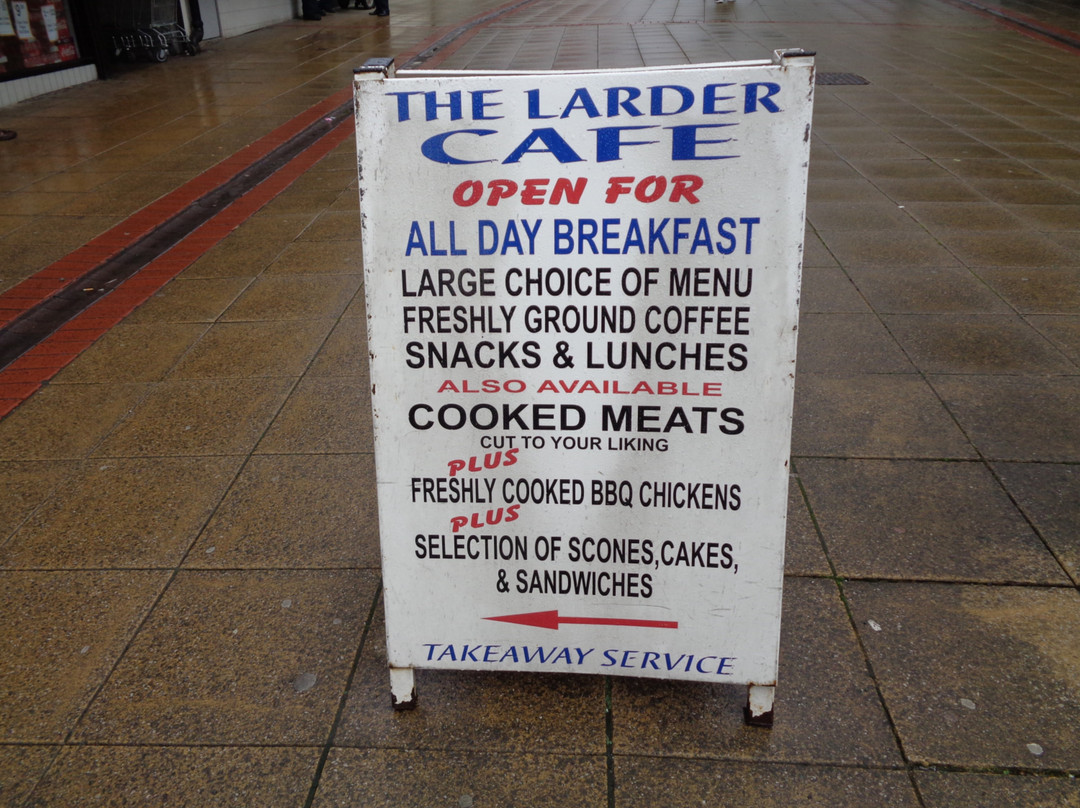 THE LARDER
CAFE
OPEN FOR
ALL DAY BREAKFAST
LARGE CHOICE OF MENU
FRESHLY GROUND COFFEE
SNACKS & LUNCHES
ALSO AVAILABLE
COOKED MEATS
CUT TO YOUR LIKING
PLUS
FRESHLY COOKED BBQ CHICKENS
PLUS
SELECTION OF SCONES,CAKES,
& SANDWICHES
TAKEAWAY SERVICE